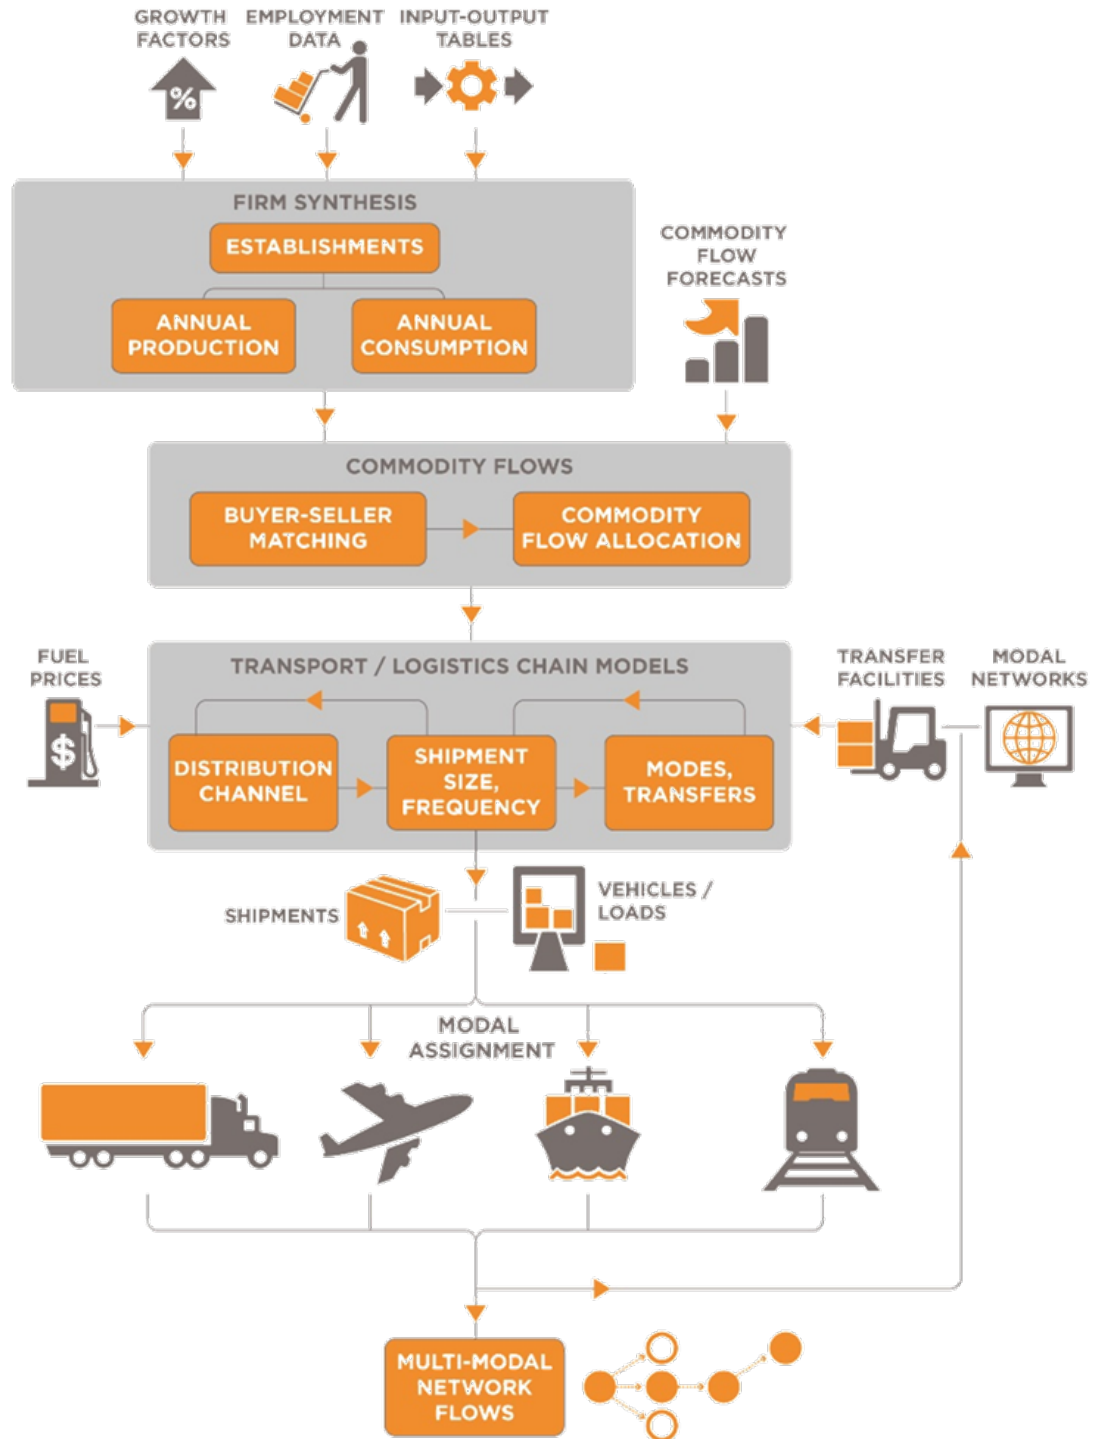 GROWTH
FACTORS
EMPLOYMENT
DATA
INPUT-OUTPUT
TABLES
%
FIRM SYNTHESIS
ESTABLISHMENTS
ANNUAL
PRODUCTION
ANNUAL
CONSUMPTION
COMMODITY
FLOW
FORECASTS
COMMODITY FLOWS
BUYER-SELLER
MATCHING
COMMODITY
FLOW ALLOCATION
FUEL
PRICES
$
TRANSPORT / LOGISTICS CHAIN MODELS
DISTRIBUTION
CHANNEL
SHIPMENT
SIZE,
FREQUENCY
MODES,
TRANSFERS
TRANSFER
FACILITIES
MODAL
NETWORKS
SHIPMENTS
VEHICLES /
LOADS
MODAL
ASSIGNMENT
MULTI-MODAL
NETWORK
FLOWS